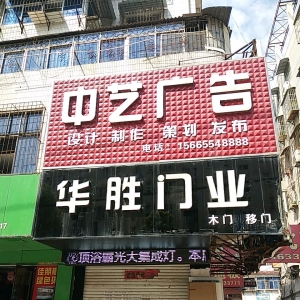 中艺广告
设计 制作 策划 发布
电话 15665548888
华胜门业
木门 移门
顶浴霸光大集成灯。本